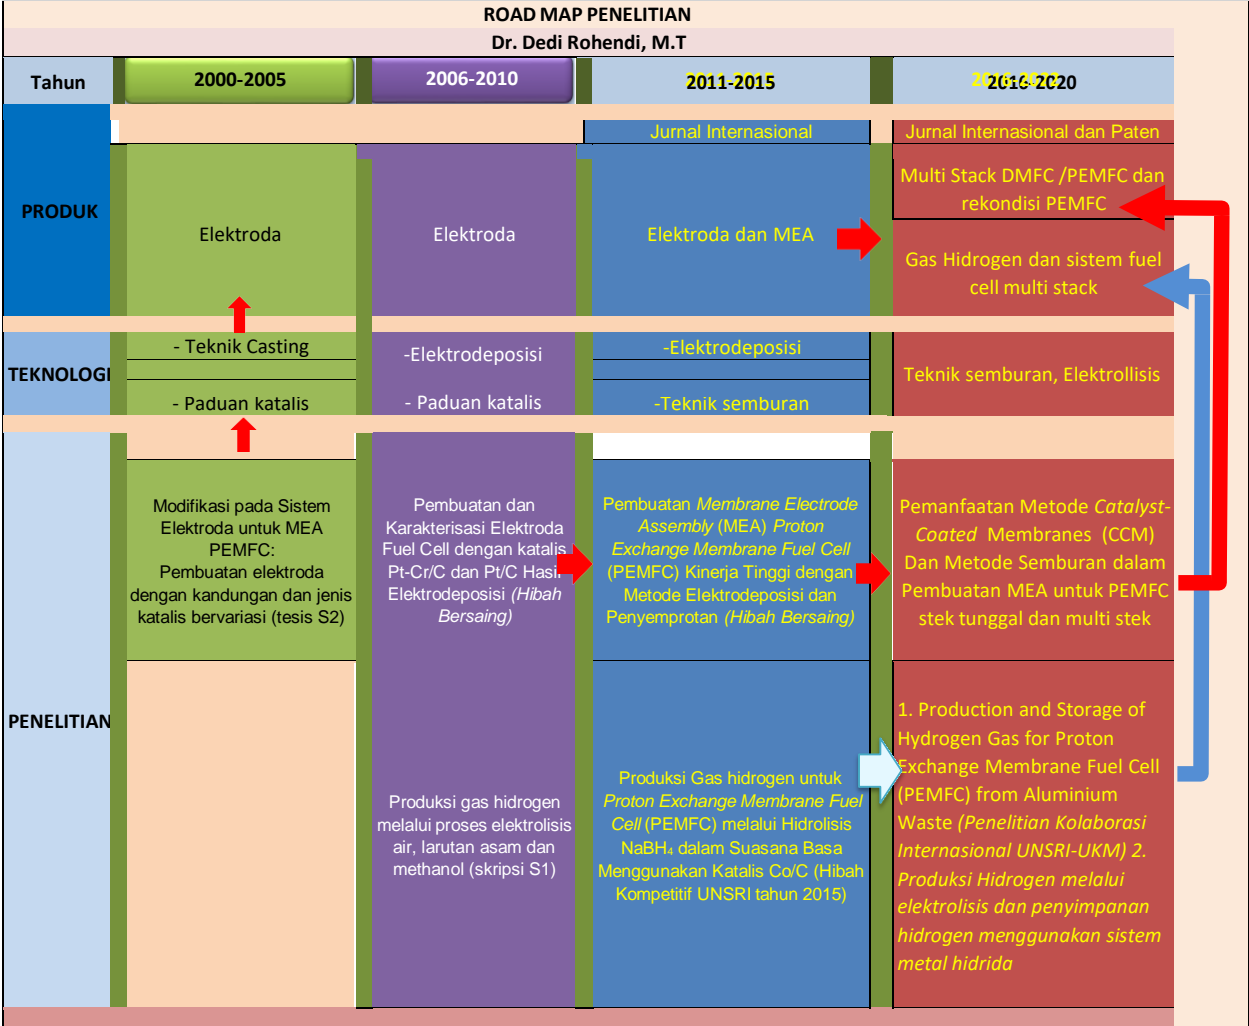 ROAD MAP PENELITIAN
Dr. Dedi Rohendi, M.T
Tahun
2000-2005
2006-2010
2011-2015
2016-2020
Jurnal Internasional
Jurnal Internasional dan Paten
PRODUK
Elektroda
Elektroda
Elektroda dan MEA
Multi Stack DMFC /PEMFC dan
rekondisi PEMFC
Gas Hidrogen dan sistem fuel
cell multi stack
TEKNOLOGI
- Teknik Casting
- Paduan katalis
-Elektrodeposisi
- Paduan katalis
-Elektrodeposisi
-Teknik semburan
Teknik semburan, Elektrollisis
PENELITIAN
Modifikasi pada Sistem
Elektroda untuk MEA
PEMFC:
Pembuatan elektroda
dengan kandungan dan jenis
katalis bervariasi (tesis S2)
Pembuatan dan
Karakterisasi Elektroda
Fuel Cell dengan katalis
Pt-Cr/C dan Pt/C Hasil
Elektrodeposisi (Hibah
Bersaing)
Pembuatan Membrane Electrode
Assembly (MEA) Proton
Exchange Membrane Fuel Cell
(PEMFC) Kinerja Tinggi dengan
Metode Elektrodeposisi dan
Penyemprotan (Hibah Bersaing)
Pemanfaatan Metode Catalyst-
Coated Membranes (CCM)
Dan Metode Semburan dalam
Pembuatan MEA untuk PEMFC
stek tunggal dan multi stek
Produksi gas hidrogen
melalui proses elektrolisis
air, larutan asam dan
methanol (skripsi S1)
Produksi Gas hidrogen untuk
Proton Exchange Membrane Fuel
Cell (PEMFC) melalui Hidrolisis
NaBH₄ dalam Suasana Basa
Menggunakan Katalis Co/C (Hibah
Kompetitif UNSRI tahun 2015)
1. Production and Storage of
Hydrogen Gas for Proton
Exchange Membrane Fuel Cell
(PEMFC) from Aluminium
Waste (Penelitian Kolaborasi
Internasional UNSRI-UKM) 2.
Produksi Hidrogen melalui
elektrolisis dan penyimpanan
hidrogen menggunakan sistem
metal hidrida